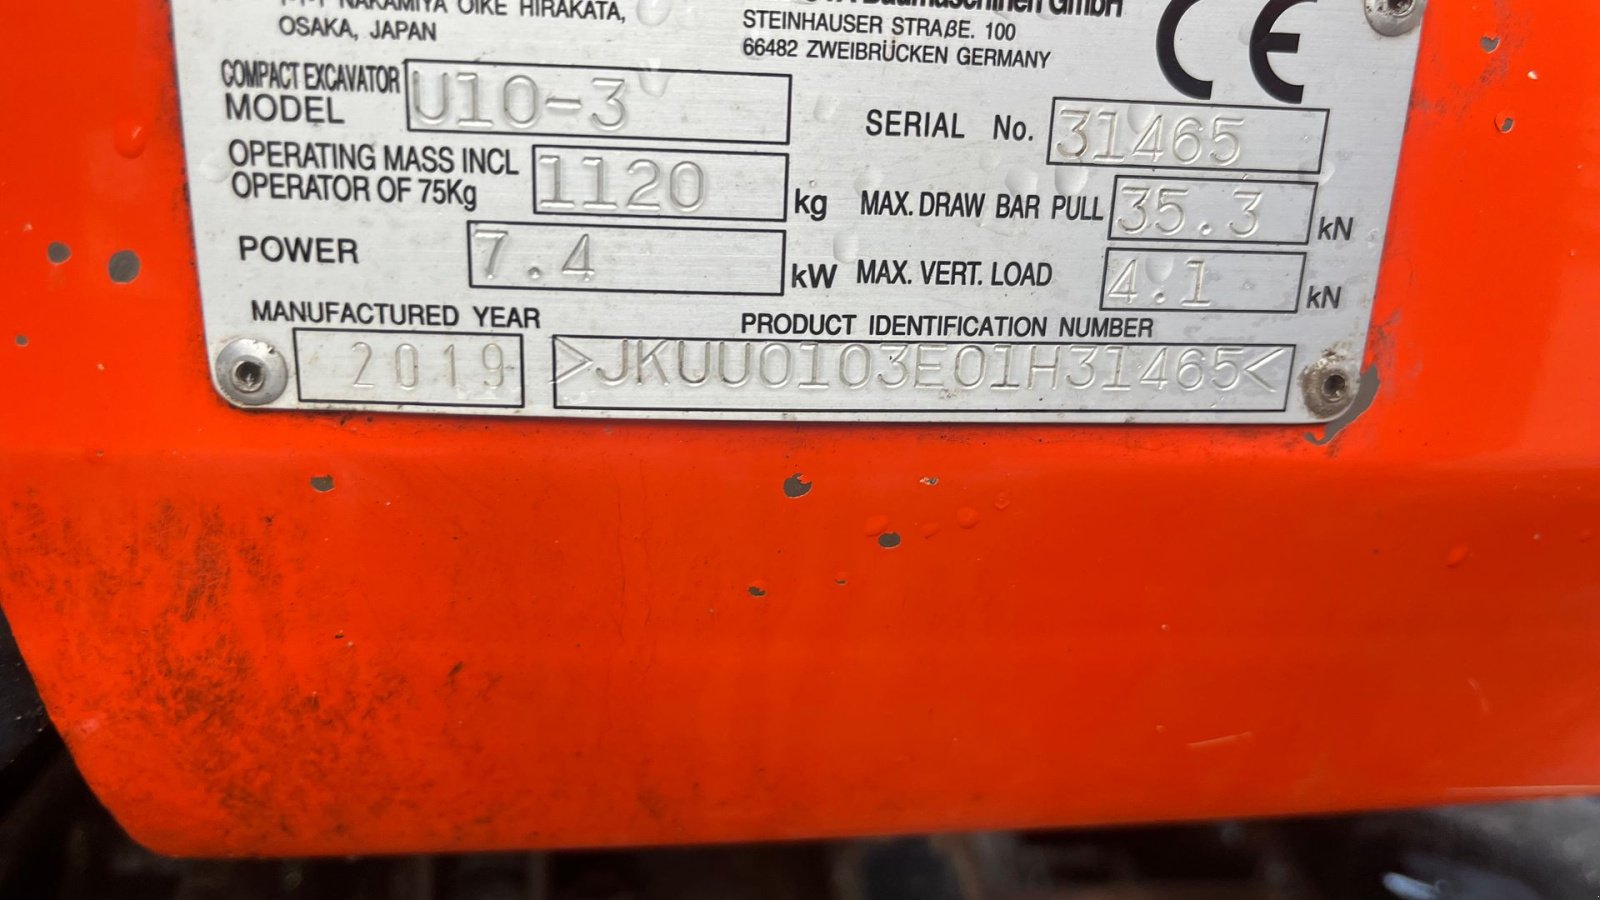 NAKAMIYA OIKE HIRAKATA,
OSAKA, JAPAN
Baumaschinen GmbH
STEINHAUSER STRAßE. 100
66482 ZWEIBRÜCKEN GERMANY
CE
COMPACT EXCAVATOR
MODEL U10-3
SERIAL No. 31465
OPERATING MASS INCL
OPERATOR OF 75Kg 1120 kg
MAX. DRAW BAR PULL 35.3 kN
POWER 7.4 kW
MAX. VERT. LOAD 4.1 kN
MANUFACTURED YEAR
2019
PRODUCT IDENTIFICATION NUMBER
>JKUU0103E01H31465<